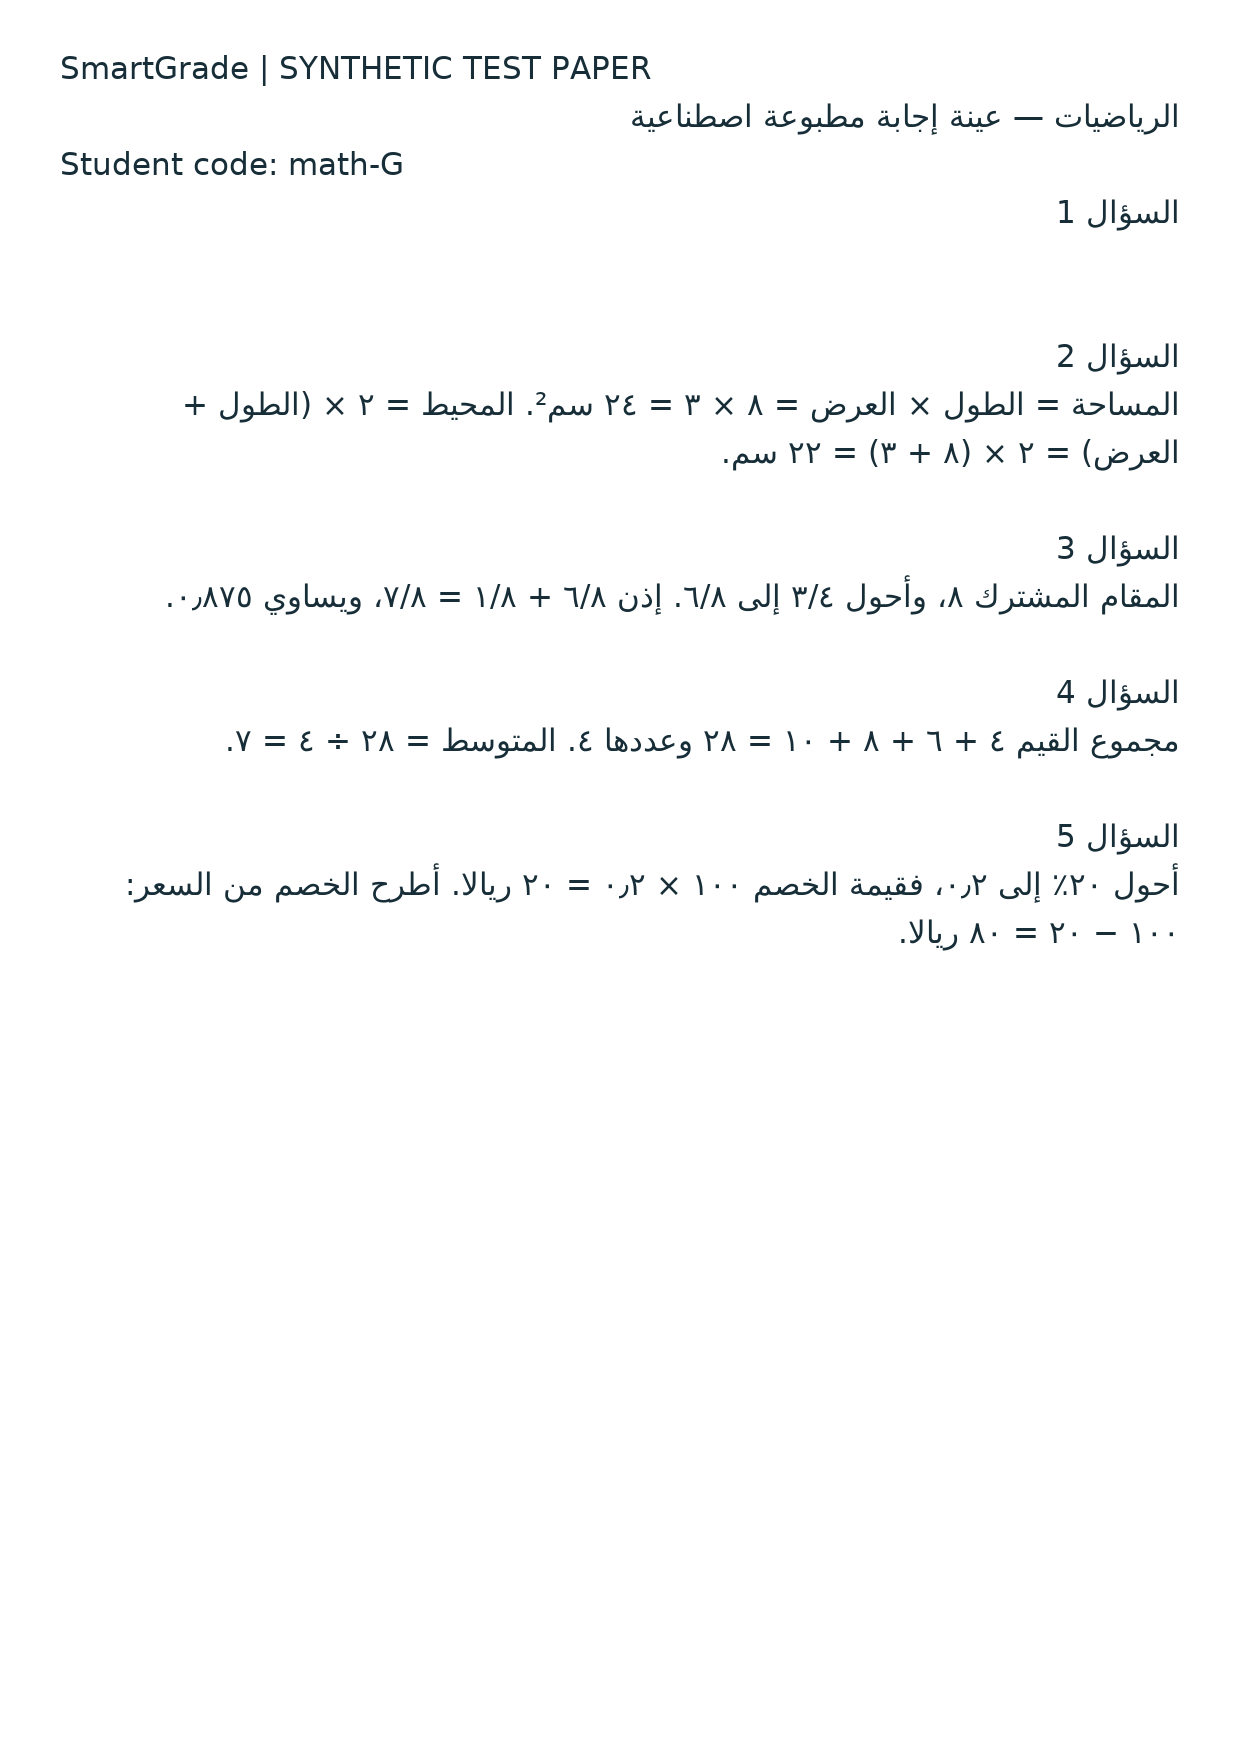 SmartGrade | SYNTHETIC TEST PAPER
الرياضيات — عينة إجابة مطبوعة اصطناعية
Student code: math-G
السؤال 1
السؤال 2
المساحة = الطول × العرض = ٨ × ٣ = ٢٤ سم². المحيط = ٢ × (الطول +
العرض) = ٢ × (٨ + ٣) = ٢٢ سم.
السؤال 3
المقام المشترك ٨، وأحول ٣/٤ إلى ٦/٨. إذن ٦/٨ + ١/٨ = ٧/٨، ويساوي ٠٫٨٧٥.
السؤال 4
مجموع القيم ٤ + ٦ + ٨ + ١٠ = ٢٨ وعددها ٤. المتوسط = ٢٨ ÷ ٤ = ٧.
السؤال 5
أحول ٢٠٪ إلى ٠٫٢، فقيمة الخصم ١٠٠ × ٠٫٢ = ٢٠ ريالا. أطرح الخصم من السعر:
١٠٠ − ٢٠ = ٨٠ ريالا.